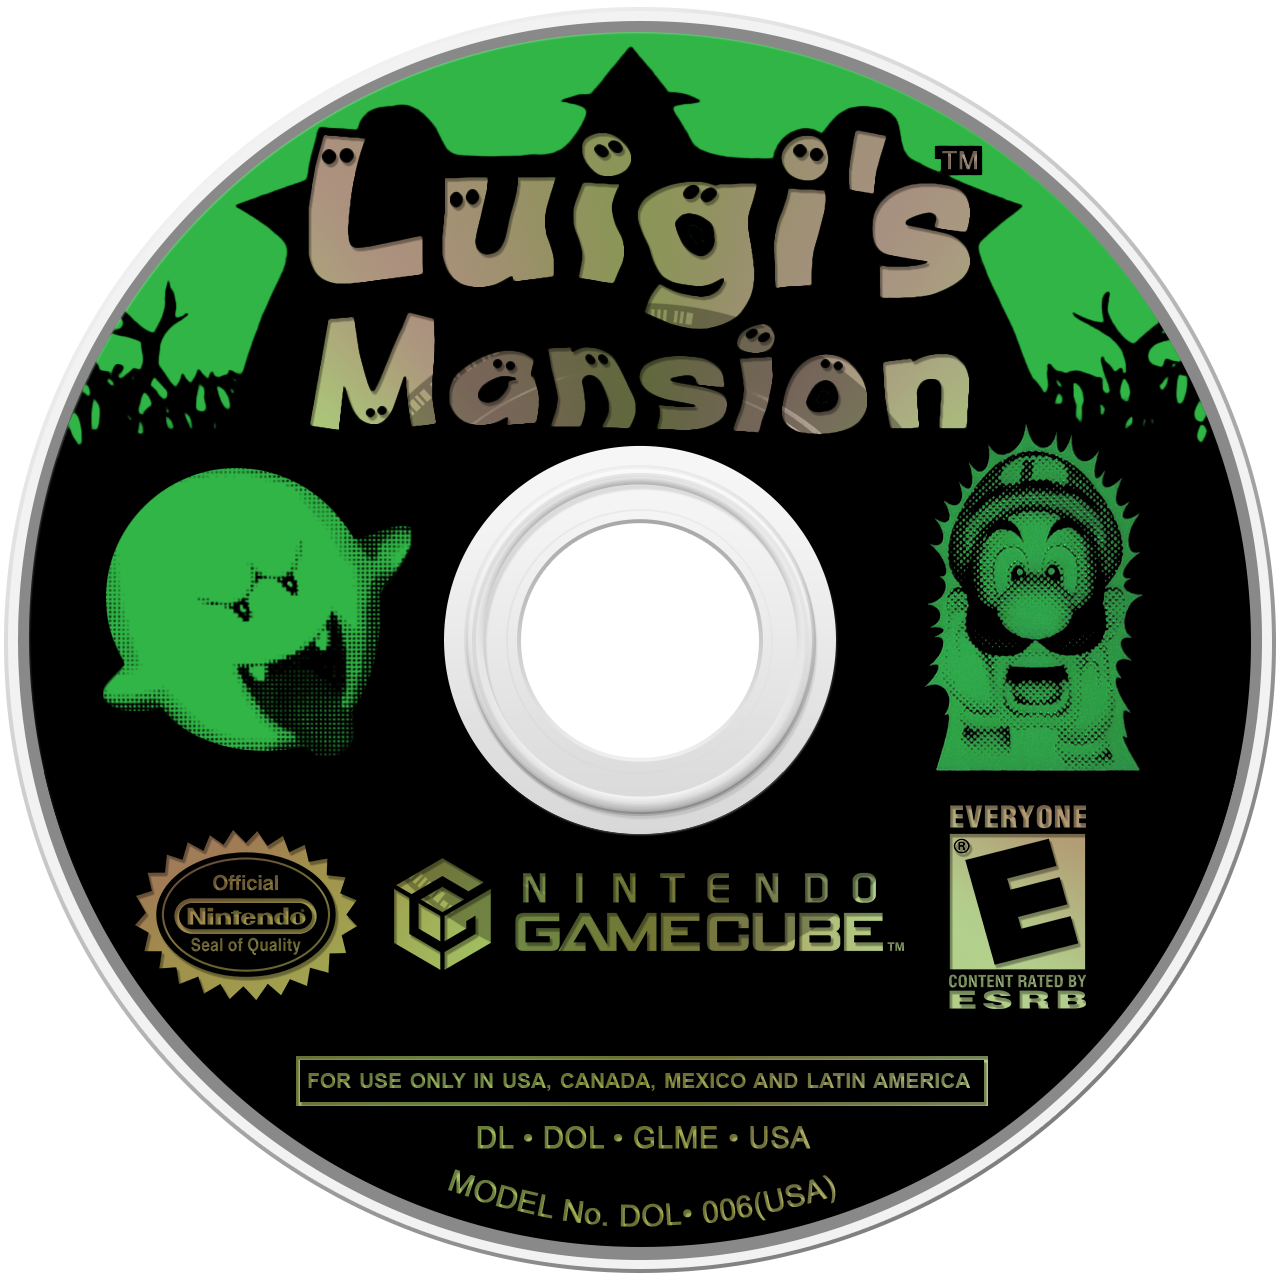 Luigi's™
Mansion
EVERYONE
®
E
CONTENT RATED BY
ESRB
Official
Nintendo®
Seal of Quality
NINTENDO
GAMECUBE™
FOR USE ONLY IN USA, CANADA, MEXICO AND LATIN AMERICA
DL • DOL • GLME • USA
MODEL No. DOL• 006(USA)